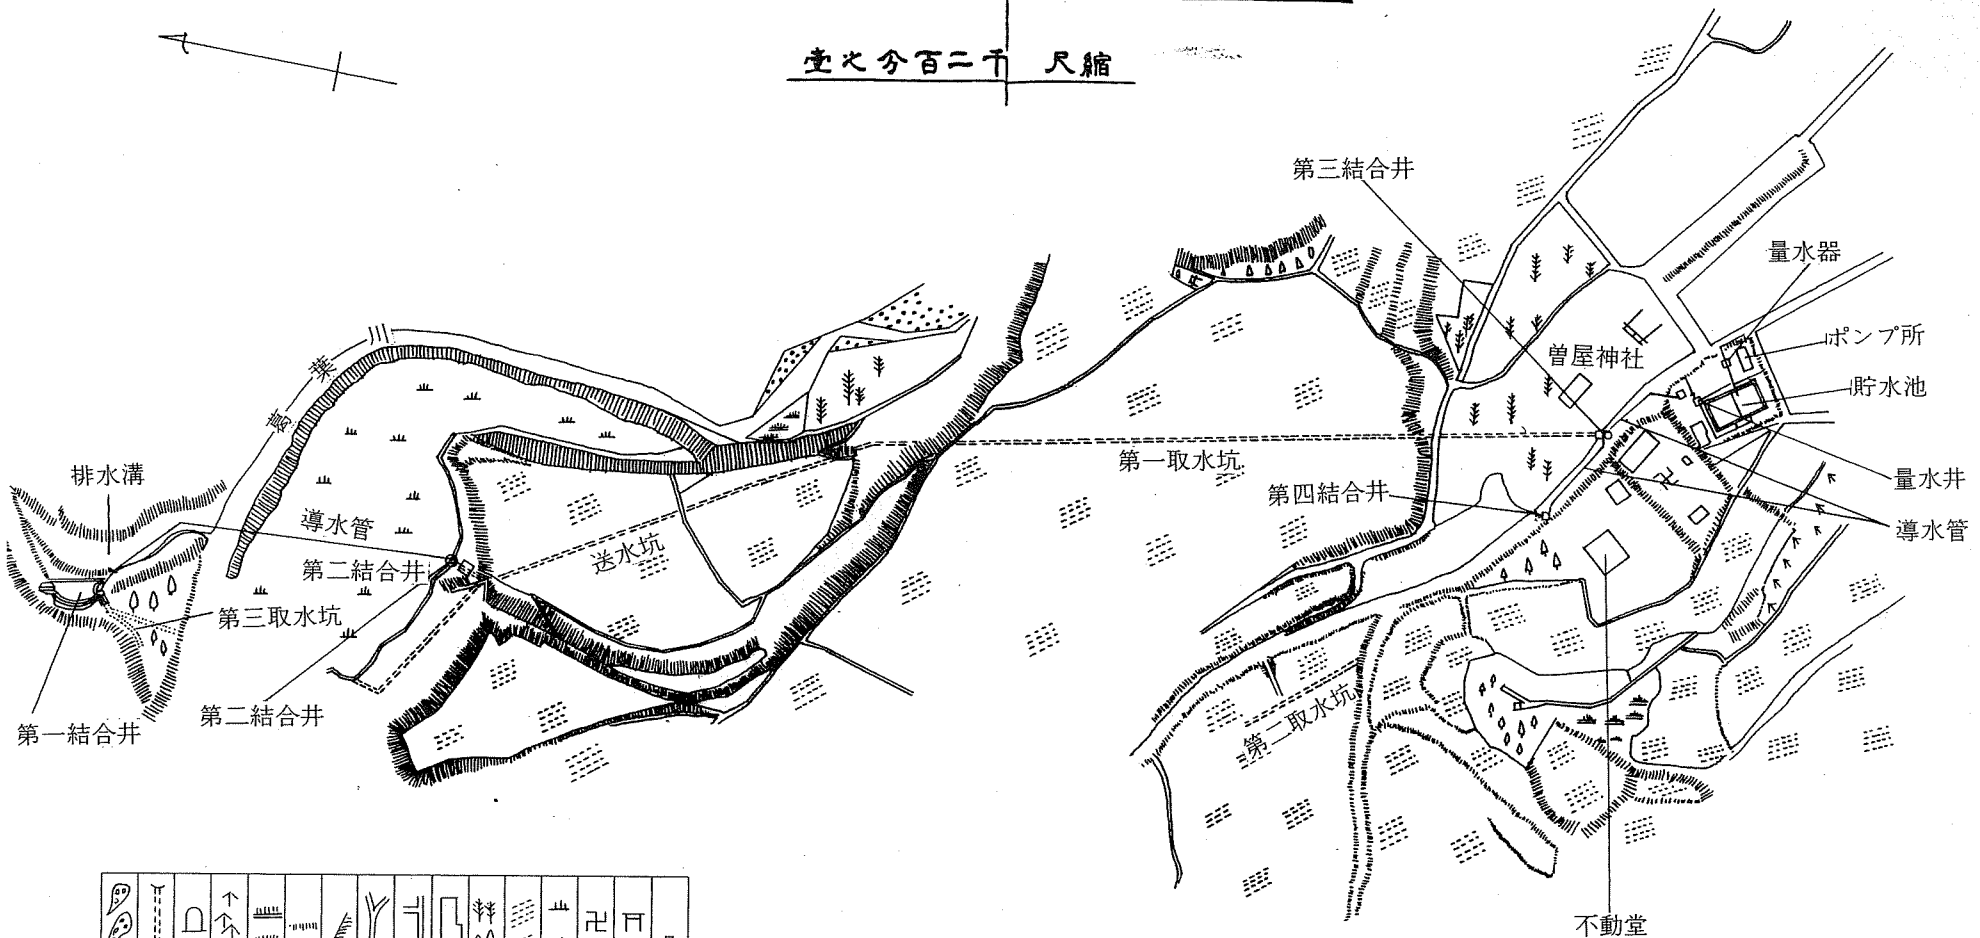 縮尺 千二百分之壹
第三結合井
量水器
ポンプ所
曽屋神社
貯水池
葛葉川
排水溝
第一取水坑
量水井
第四結合井
導水管
導水管
送水坑
第二結合井
第三取水坑
第二取水坑
第二結合井
第一結合井
不動堂